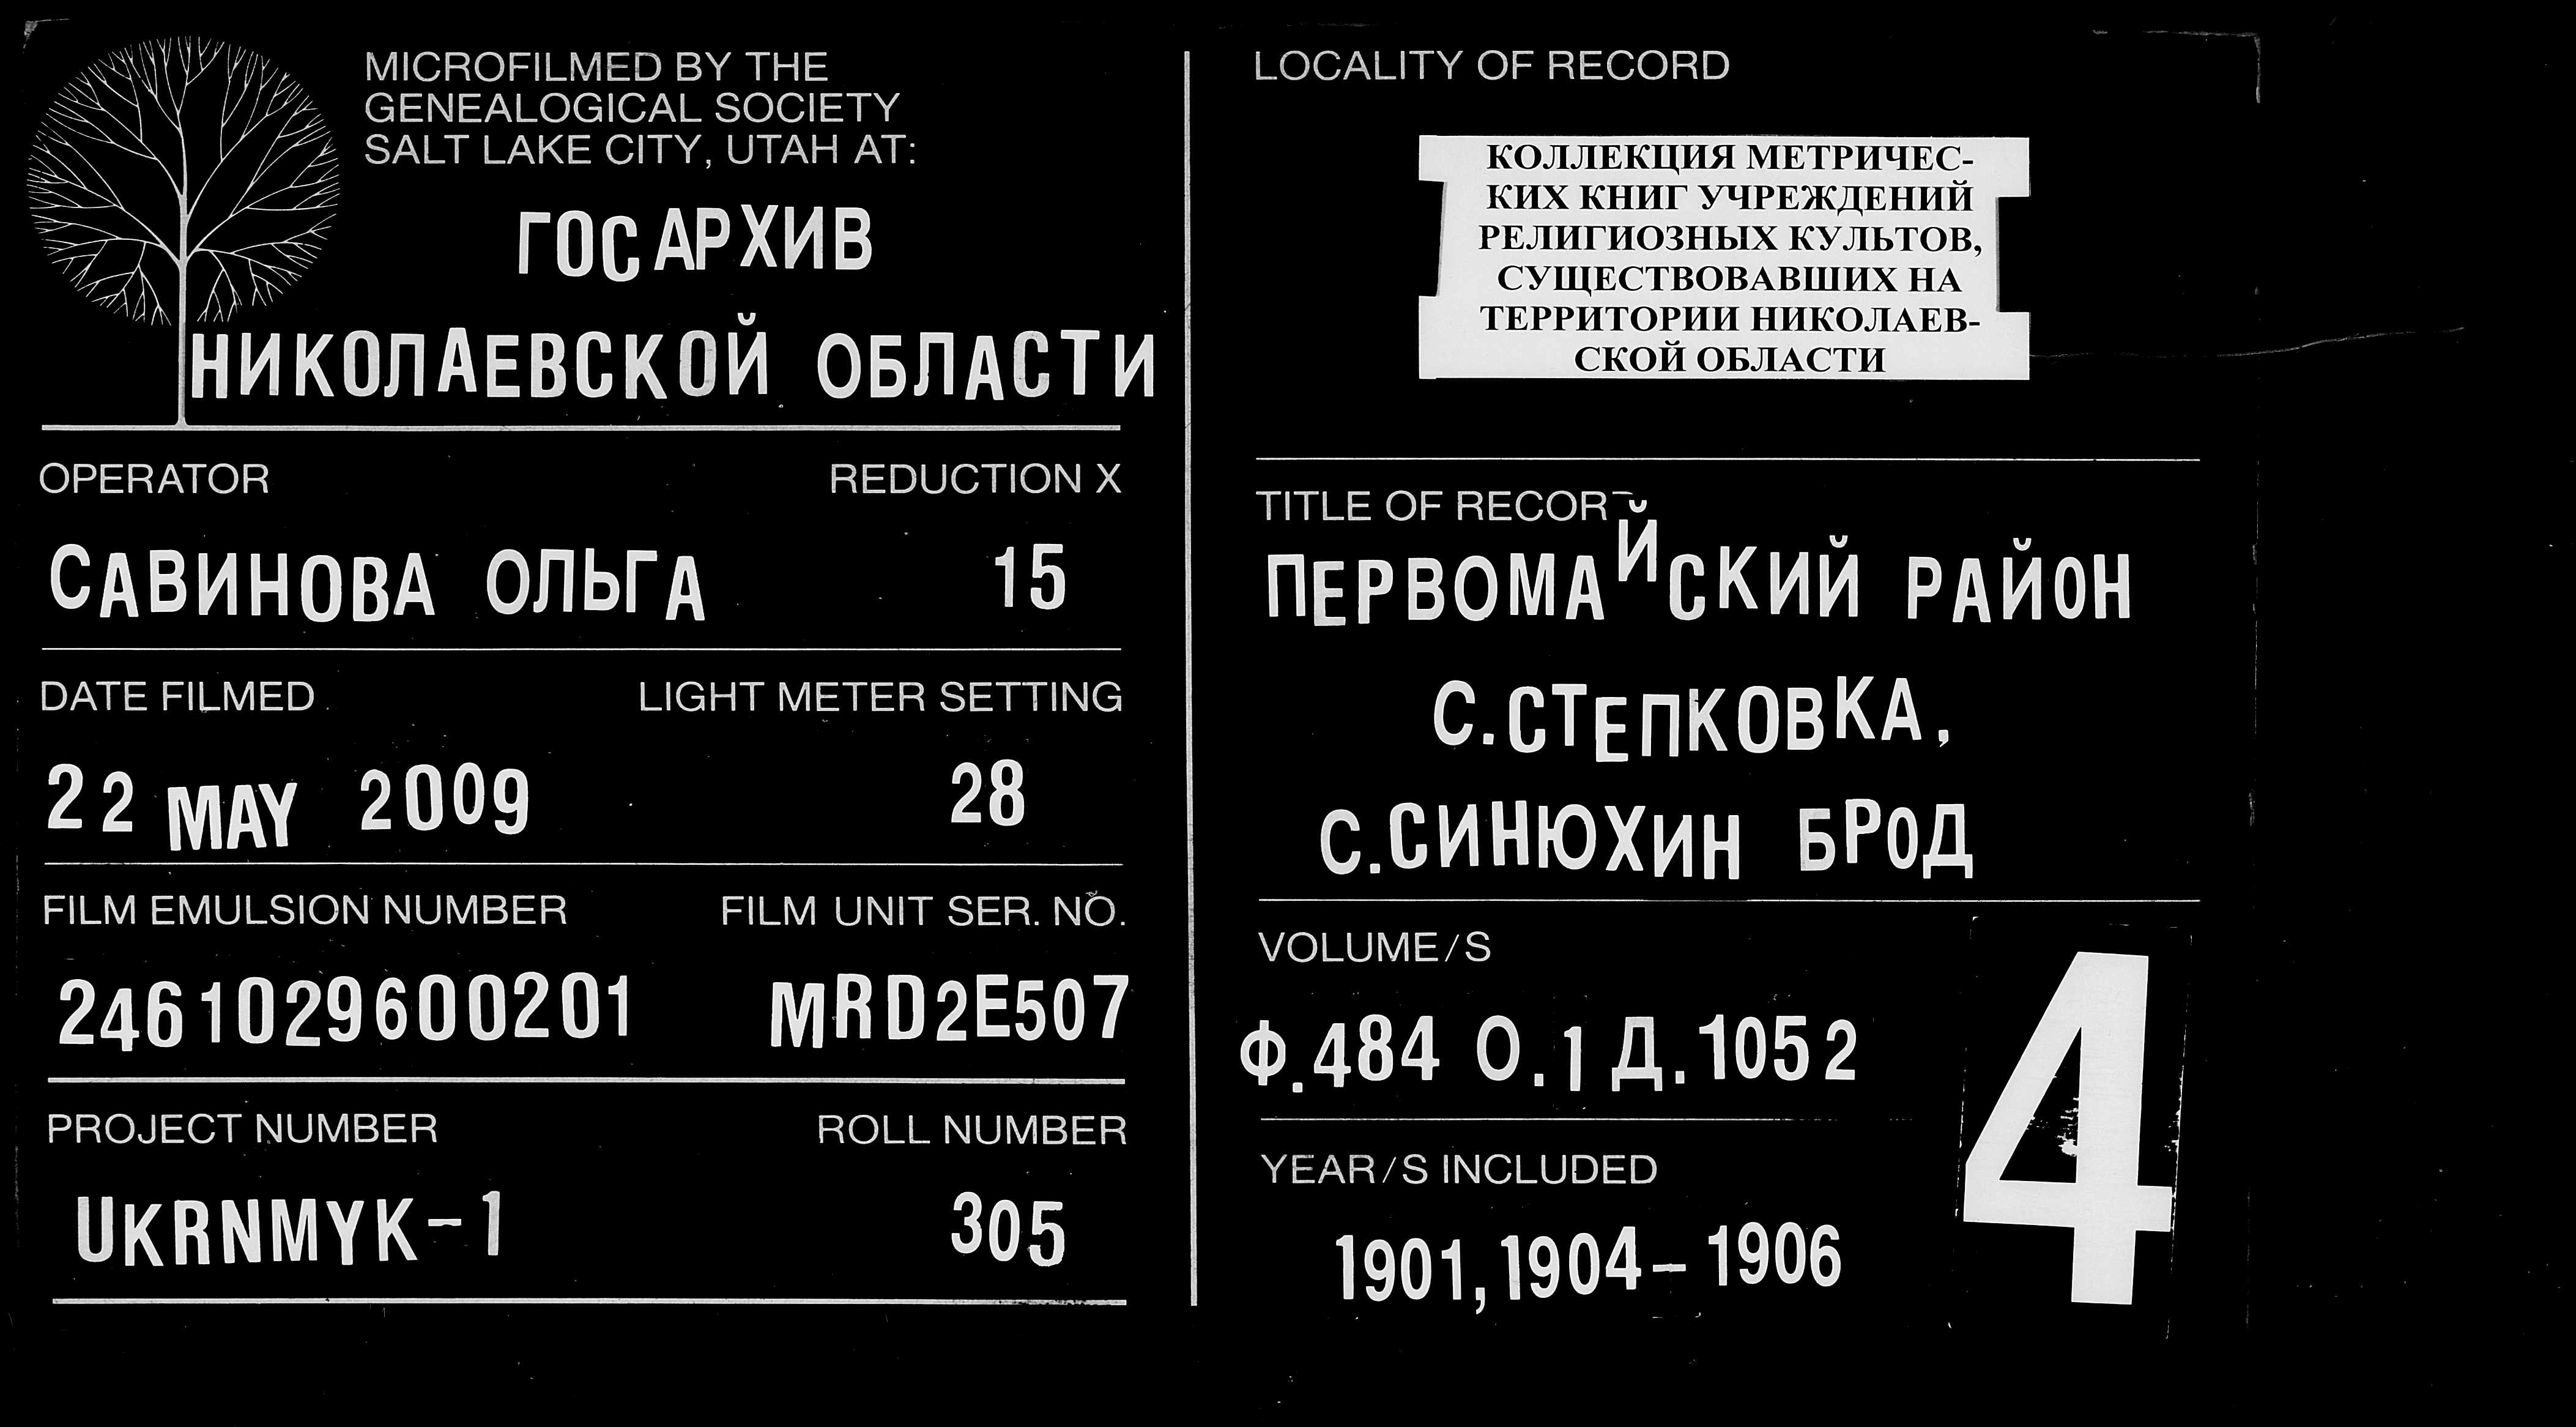 MICROFILMED BY THE
GENEALOGICAL SOCIETY
SALT LAKE CITY, UTAH AT:
ГОСАРХИВ
НИКОЛАЕВСКОЙ ОБЛАСТИ
OPERATOR REDUCTION X
САВИНОВА ОЛЬГА 15
DATE FILMED LIGHT METER SETTING
22 MAY 2009 28
FILM EMULSION NUMBER FILM UNIT SER. NO.
2461029600201 MRD2E507
PROJECT NUMBER ROLL NUMBER
UKRNMYK-1 305
LOCALITY OF RECORD
КОЛЛЕКЦИЯ МЕТРИЧЕС-
КИХ КНИГ УЧРЕЖДЕНИЙ
РЕЛИГИОЗНЫХ КУЛЬТОВ,
СУЩЕСТВОВАВШИХ НА
ТЕРРИТОРИИ НИКОЛАЕВ-
СКОЙ ОБЛАСТИ
TITLE OF RECOR
ПЕРВОМАЙСКИЙ РАЙОН
С.СТЕПКОВКА,
С.СИНЮХИН БРОД
VOLUME/S
Ф.484 О.1 Д.1052
YEAR/S INCLUDED
1901,1904-1906
4